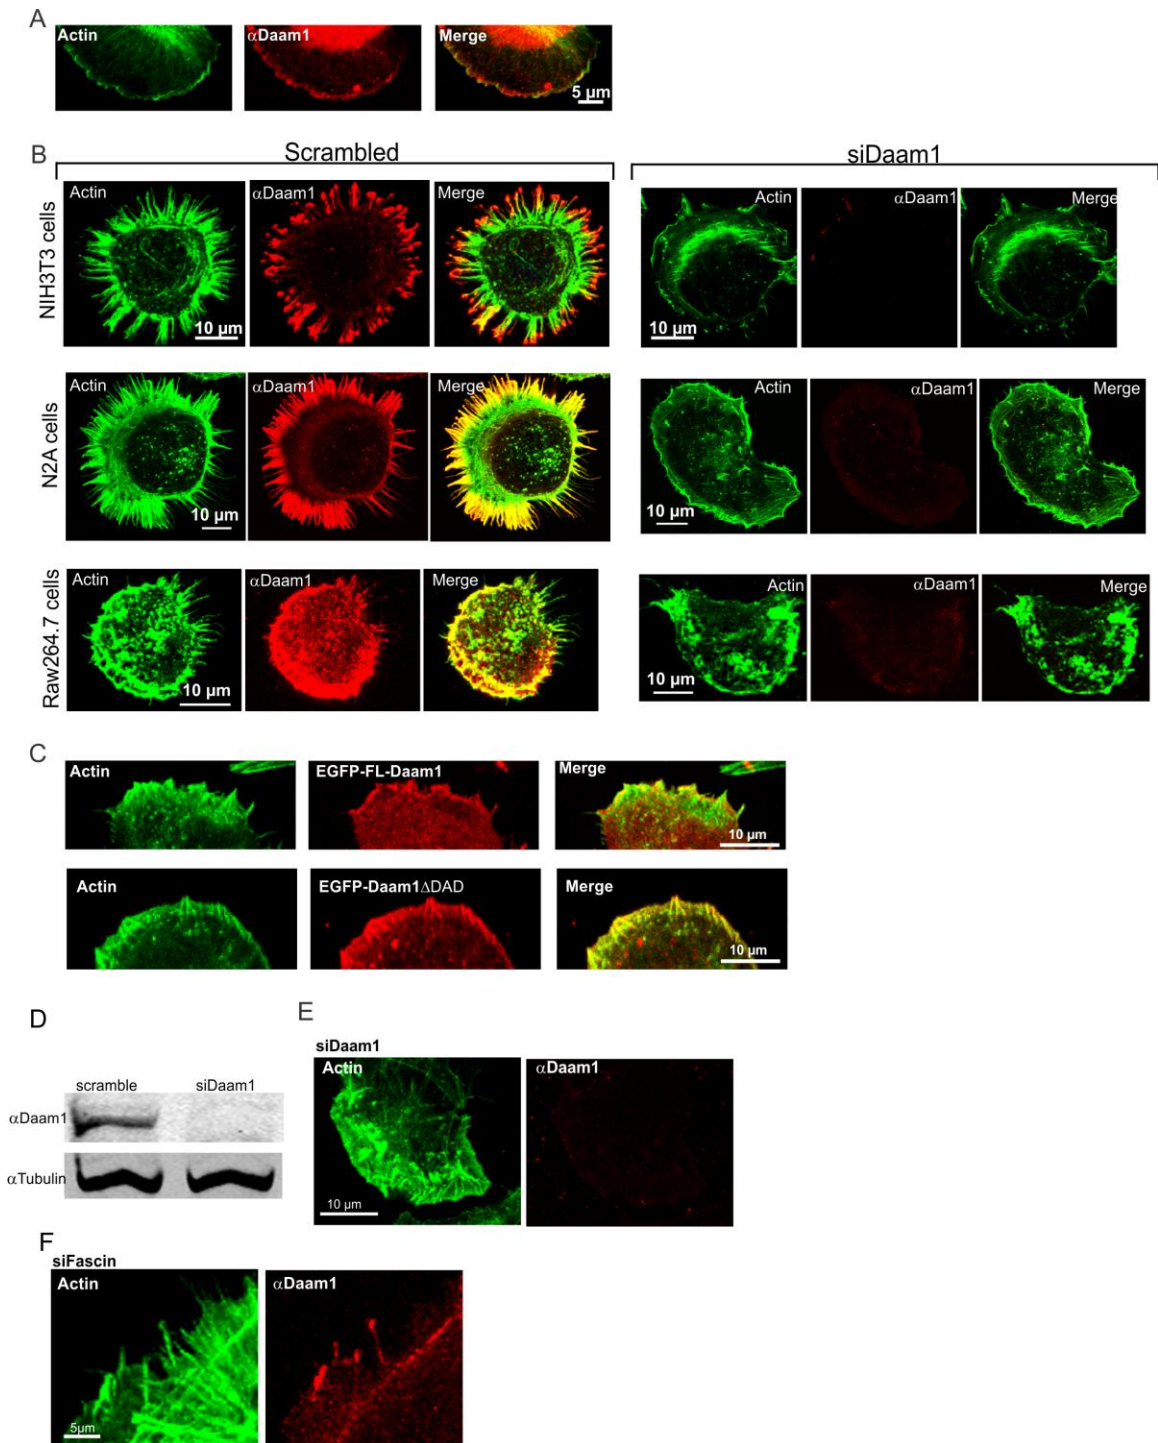 A
Actin
αDaam1
Merge
5 μm
B
Scrambled
siDaam1
NIH3T3 cells
Actin
αDaam1
Merge
10 μm
Actin
αDaam1
Merge
10 μm
N2A cells
Actin
αDaam1
Merge
10 μm
Actin
αDaam1
Merge
10 μm
Raw264.7 cells
Actin
αDaam1
Merge
10 μm
Actin
αDaam1
Merge
10 μm
C
Actin
EGFP-FL-Daam1
Merge
10 μm
Actin
EGFP-Daam1ΔDAD
Merge
10 μm
D
scramble
siDaam1
αDaam1
αTubulin
E
siDaam1
Actin
αDaam1
10 μm
F
siFascin
Actin
αDaam1
5μm